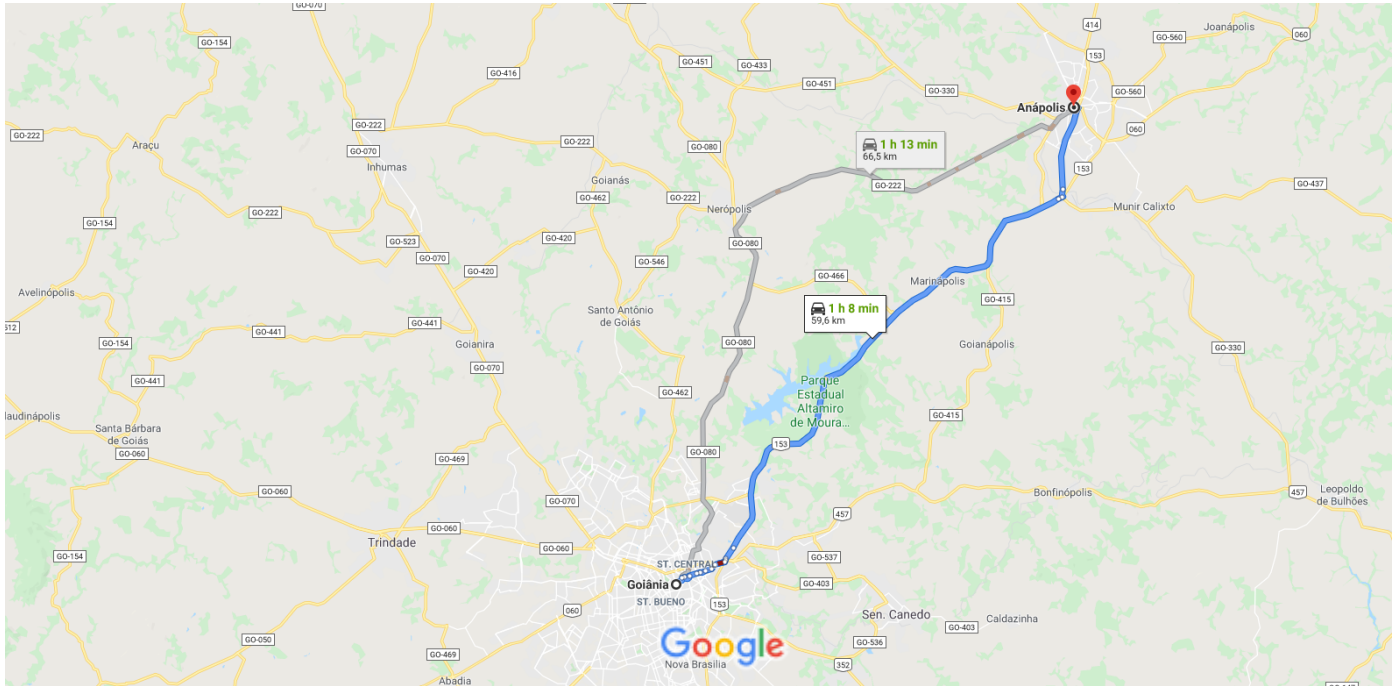 GO-070
414
Joanápolis
GO-154
153
GO-560
060
GO-451
GO-433
GO-416
GO-451
GO-330
GO-560
Anápolis
GO-222
GO-222
060
Araçu
GO-070
GO-222
GO-080
1 h 13 min
66,5 km
Inhumas
153
Goianás
GO-222
GO-437
GO-462
GO-222
Munir Calixto
GO-222
Nerópolis
GO-154
GO-420
GO-523
GO-080
GO-070
GO-546
GO-420
GO-466
Marinápolis
Avelinópolis
GO-415
1 h 8 min
59,6 km
Santo Antônio
de Goiás
512
GO-441
GO-441
GO-154
Goianira
GO-080
Goianápolis
GO-330
GO-070
GO-441
Parque
Estadual
Altamiro
de Moura...
GO-462
laudinápolis
GO-415
Santa Bárbara
de Goiás
153
GO-060
GO-080
GO-469
Leopoldo
de Bulhões
GO-060
Bonfinópolis
457
GO-070
457
GO-060
Trindade
GO-060
GO-154
ST. CENTRAL
GO-537
Goiânia
GO-403
ST. BUENO
153
060
Sen. Canedo
Caldazinha
GO-403
GO-050
GO-536
Google
GO-469
Nova Brasília
352
Abadia